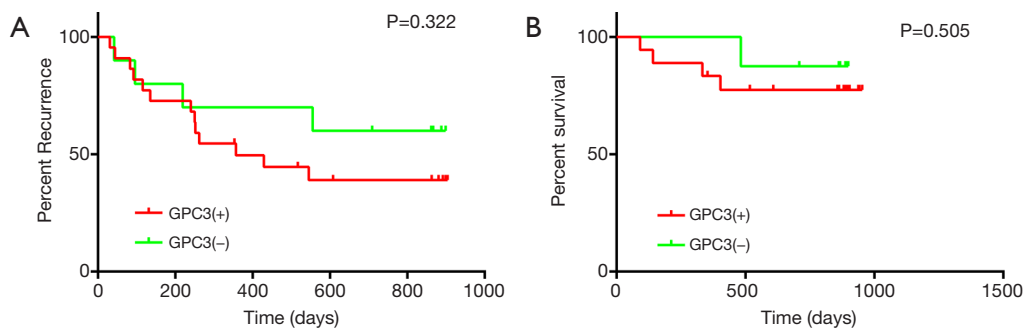 A
P=0.322
Percent Recurrence
100
50
0
GPC3(+)
GPC3(−)
0 200 400 600 800 1000
Time (days)
B
P=0.505
Percent survival
100
50
0
GPC3(+)
GPC3(−)
0 500 1000 1500
Time (days)